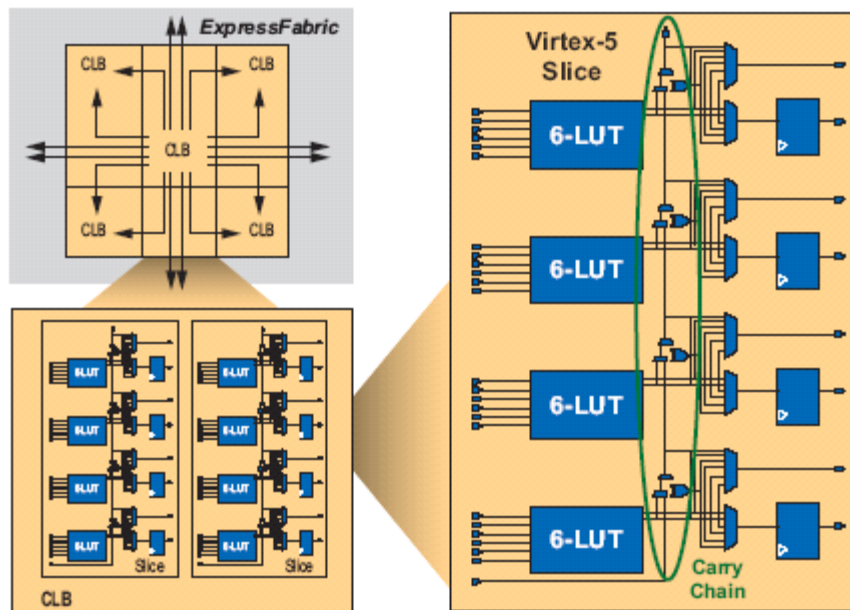 ExpressFabric
CLB
CLB
CLB
CLB
CLB
6-LUT
6-LUT
6-LUT
6-LUT
Slice
6-LUT
6-LUT
6-LUT
6-LUT
Slice
CLB
Virtex-5
Slice
6-LUT
6-LUT
6-LUT
6-LUT
Carry
Chain